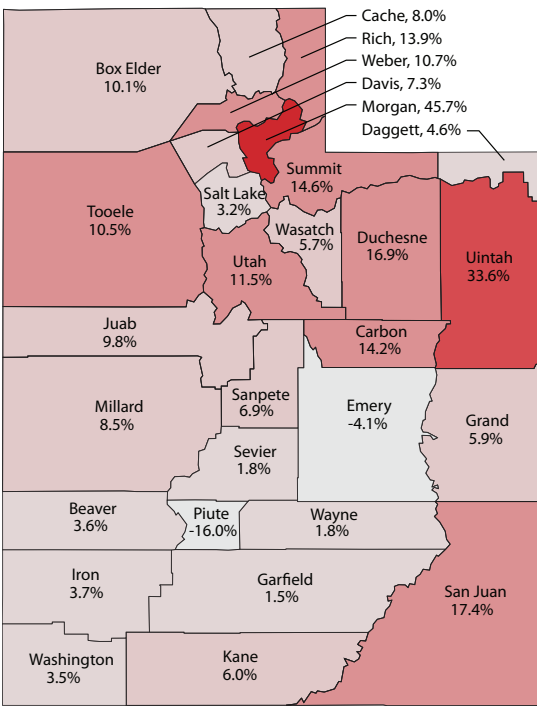 Cache, 8.0%
Rich, 13.9%
Weber, 10.7%
Davis, 7.3%
Morgan, 45.7%
Daggett, 4.6%
Box Elder
10.1%
Summit
14.6%
Salt Lake
3.2%
Tooele
10.5%
Wasatch
5.7%
Duchesne
16.9%
Uintah
33.6%
Utah
11.5%
Juab
9.8%
Carbon
14.2%
Sanpete
6.9%
Millard
8.5%
Emery
-4.1%
Grand
5.9%
Sevier
1.8%
Beaver
3.6%
Piute
-16.0%
Wayne
1.8%
Iron
3.7%
Garfield
1.5%
San Juan
17.4%
Washington
3.5%
Kane
6.0%